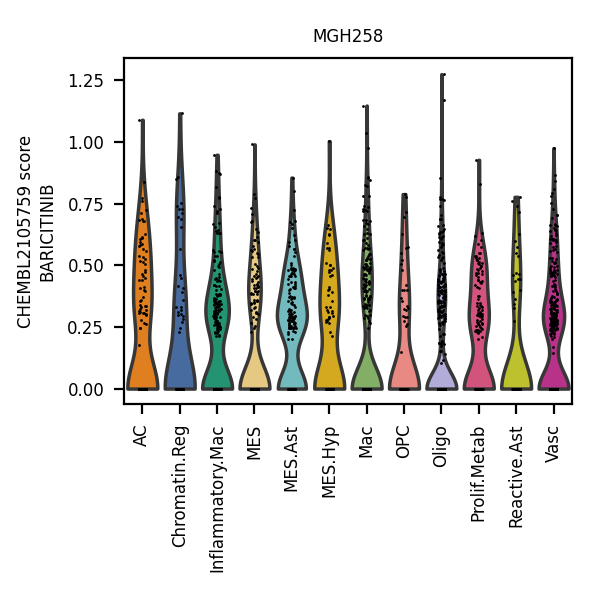 MGH258
CHEMBL2105759 score
BARICITINIB
1.25
1.00
0.75
0.50
0.25
0.00
AC
Chromatin.Reg
Inflammatory.Mac
MES
MES.Ast
MES.Hyp
Mac
OPC
Oligo
Prolif.Metab
Reactive.Ast
Vasc